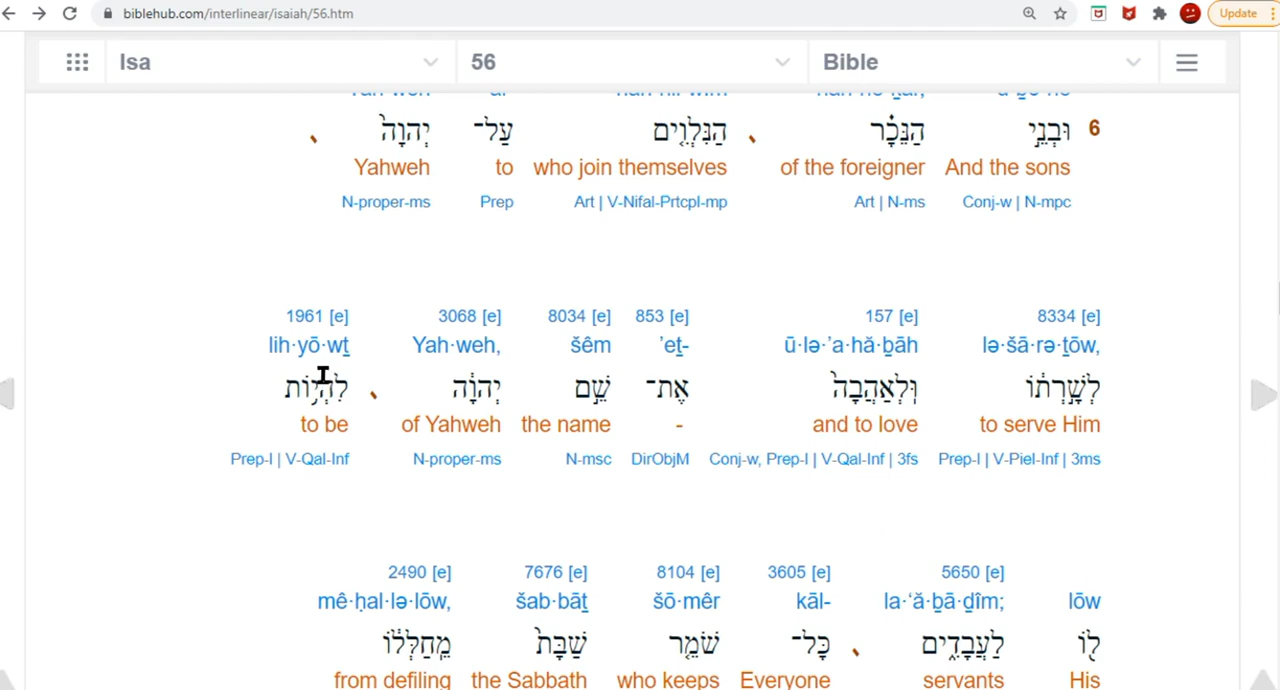 biblehub.com/interlinear/isaiah/56.htm Update
Isa 56 Bible
6 וּבְנֵ֣י הַנֵּכָ֗ר ､ הַנִּלְוִ֤ים עַל־ יְהוָה֙ ､
Yahweh to who join themselves of the foreigner And the sons
N-proper-ms Prep Art | V-Nifal-Prtcpl-mp Art | N-ms Conj-w | N-mpc
1961 [e] 3068 [e] 8034 [e] 853 [e] 157 [e] 8334 [e]
lih·yō·wṯ Yah·weh, šêm ’eṯ- ū·lə·’a·hă·ḇāh lə·šā·rə·ṯōw,
לְשָׁ֣רְת֔וֹ וּֽלְאַהֲבָה֙ אֶת־ שֵׁ֣ם יְהוָ֔ה ､ לִהְי֥וֹת
to be of Yahweh the name - and to love to serve Him
Prep-l | V-Qal-Inf N-proper-ms N-msc DirObjM Conj-w, Prep-l | V-Qal-Inf | 3fs Prep-l | V-Piel-Inf | 3ms
2490 [e] 7676 [e] 8104 [e] 3605 [e] 5650 [e]
mê·ḥal·lə·lōw, šab·bāṯ šō·mêr kāl- la·‘ă·ḇā·ḏîm; lōw
ל֖וֹ לַעֲבָדִ֑ים ､ כָּל־ שֹׁמֵ֤ר שַׁבָּת֙ מֵֽחַלְּל֔וֹ
from defiling the Sabbath who keeps Everyone servants His